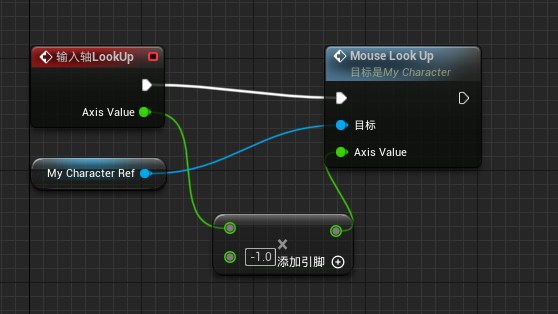 输入轴LookUp
Axis Value
My Character Ref
Mouse Look Up
目标是My Character
目标
Axis Value
×
-1.0
添加引脚